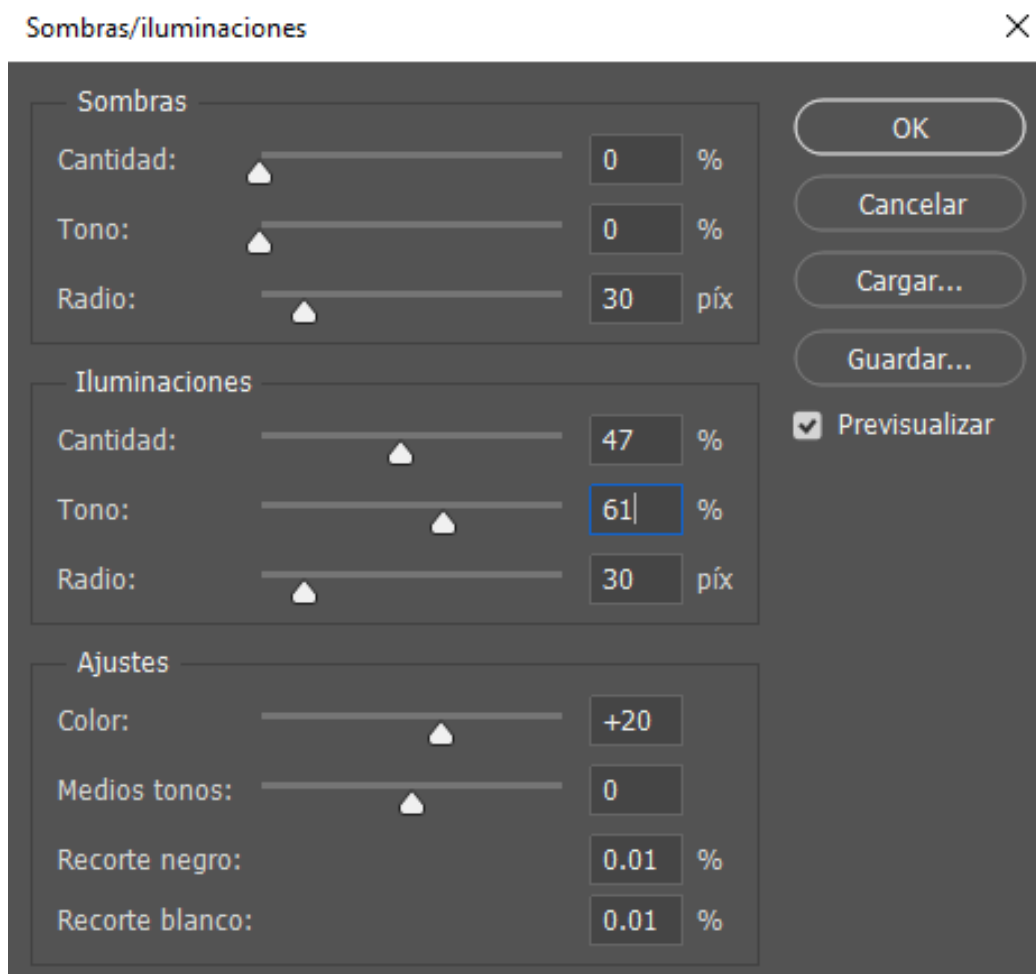 Sombras/iluminaciones
Sombras
OK
Cantidad: 0 %
Cancelar
Tono: 0 %
Cargar...
Radio: 30 píx
Guardar...
Iluminaciones
Previsualizar
Cantidad: 47 %
Tono: 61 %
Radio: 30 píx
Ajustes
Color: +20
Medios tonos: 0
Recorte negro: 0.01 %
Recorte blanco: 0.01 %